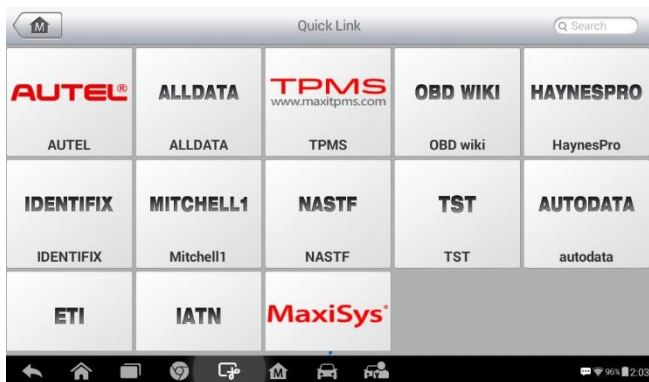 M
Quick Link
Search
AUTEL®
ALLDATA
TPMS
www.maxitpms.com
OBD WIKI
HAYNESPRO
AUTEL
ALLDATA
TPMS
OBD wiki
HaynesPro
IDENTIFIX
MITCHELL1
NASTF
TST
AUTODATA
IDENTIFIX
Mitchell1
NASTF
TST
autodata
ETI
IATN
MaxiSys®
M
96%
2:03